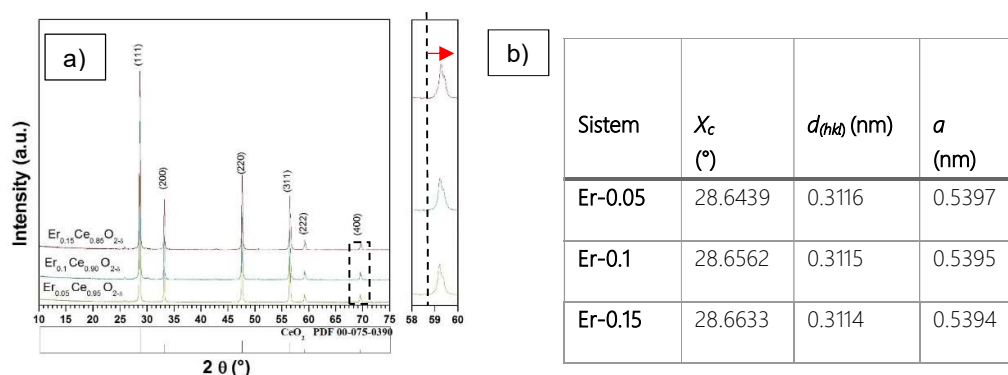 a)
(111)
(200)
(220)
(311)
(222)
(400)
Intensity (a.u.)
Er0.15Ce0.85O2-δ
Er0.1Ce0.90O2-δ
Er0.05Ce0.95O2-δ
10 15 20 25 30 35 40 45 50 55 60 65 70 75
CeO2 PDF 00-075-0390
2 θ (°)
58 59 60
b)
Sistem Xc (°) d(hkl) (nm) a (nm)
Er-0.05 28.6439 0.3116 0.5397
Er-0.1 28.6562 0.3115 0.5395
Er-0.15 28.6633 0.3114 0.5394